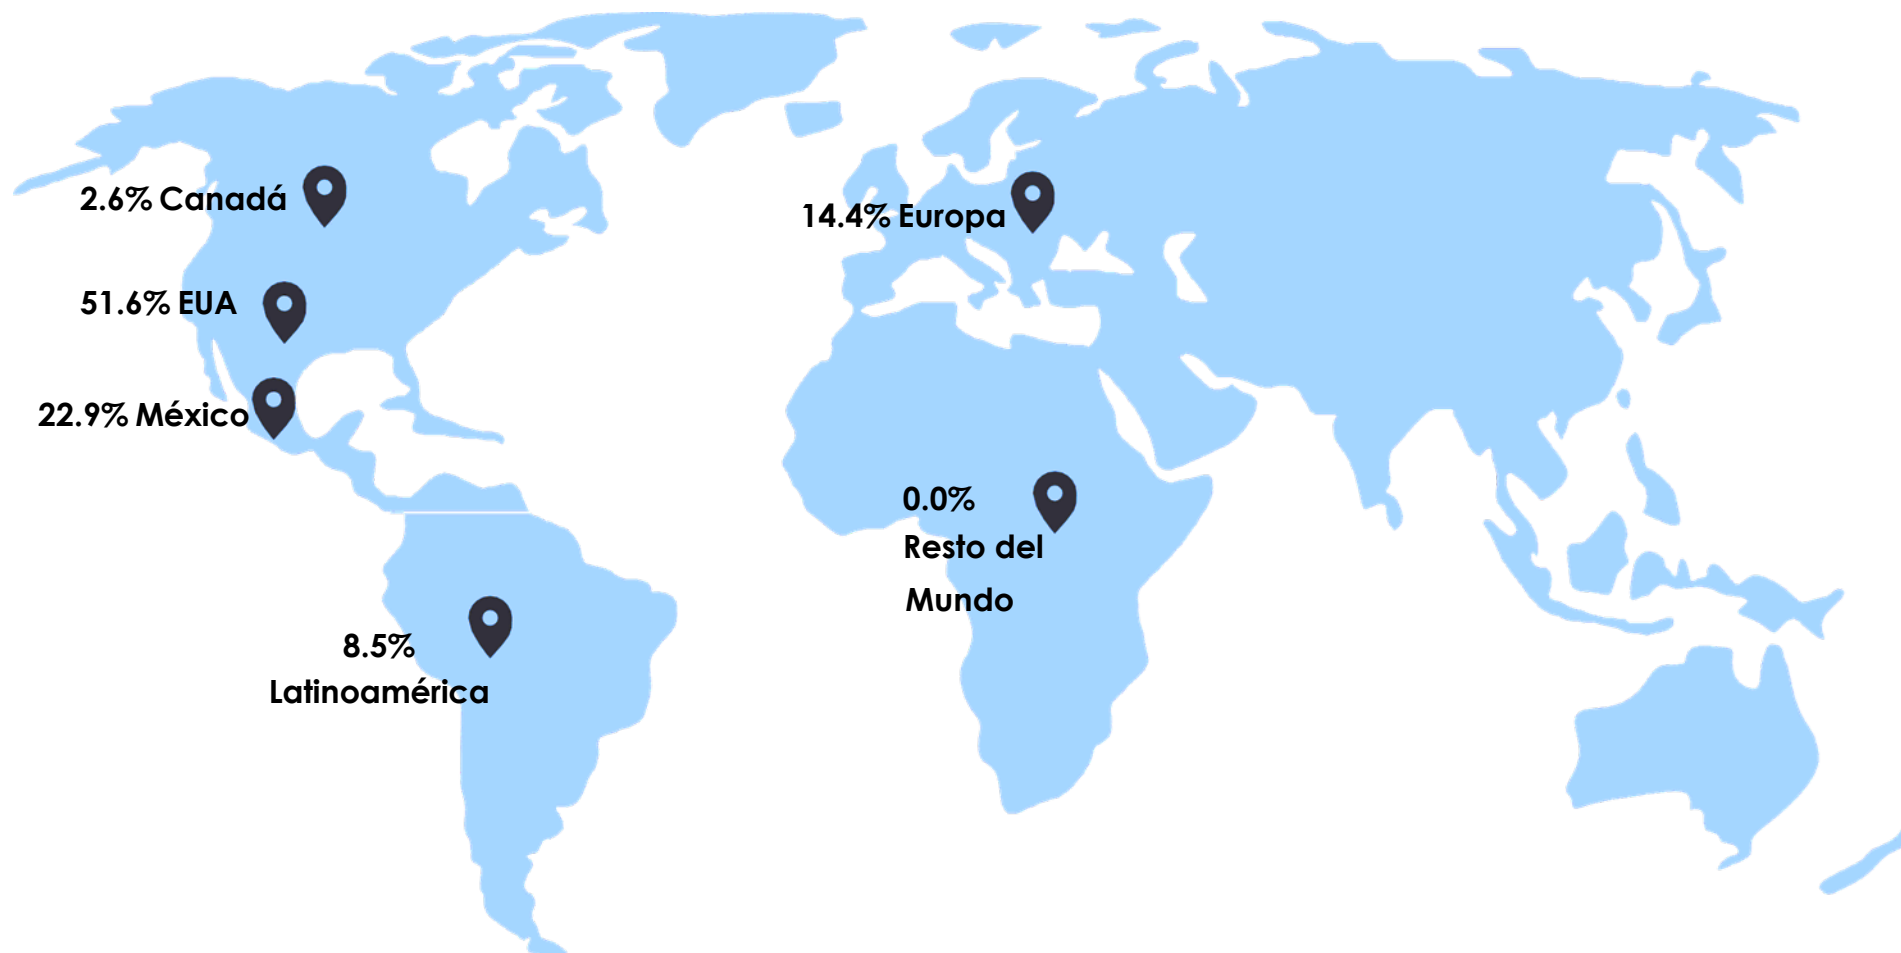 2.6% Canadá
14.4% Europa
51.6% EUA
22.9% México
0.0%
Resto del
Mundo
8.5%
Latinoamérica